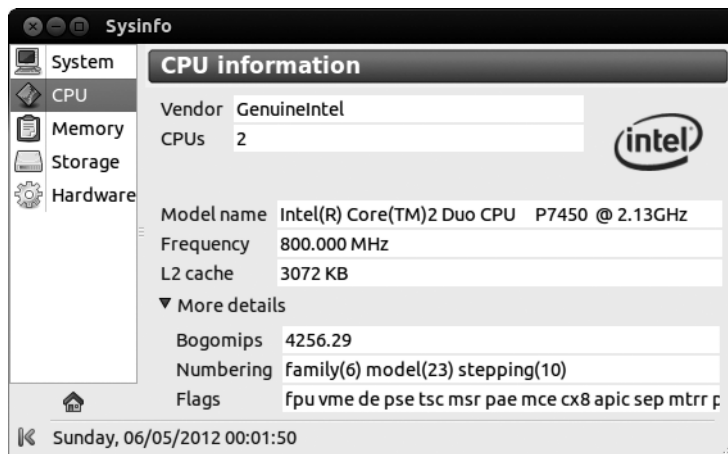 Sysinfo
System
CPU
Memory
Storage
Hardware
CPU information
Vendor GenuineIntel
CPUs 2
intel
Model name Intel(R) Core(TM)2 Duo CPU P7450 @ 2.13GHz
Frequency 800.000 MHz
L2 cache 3072 KB
More details
Bogomips 4256.29
Numbering family(6) model(23) stepping(10)
Flags fpu vme de pse tsc msr pae mce cx8 apic sep mtrr p
Sunday, 06/05/2012 00:01:50